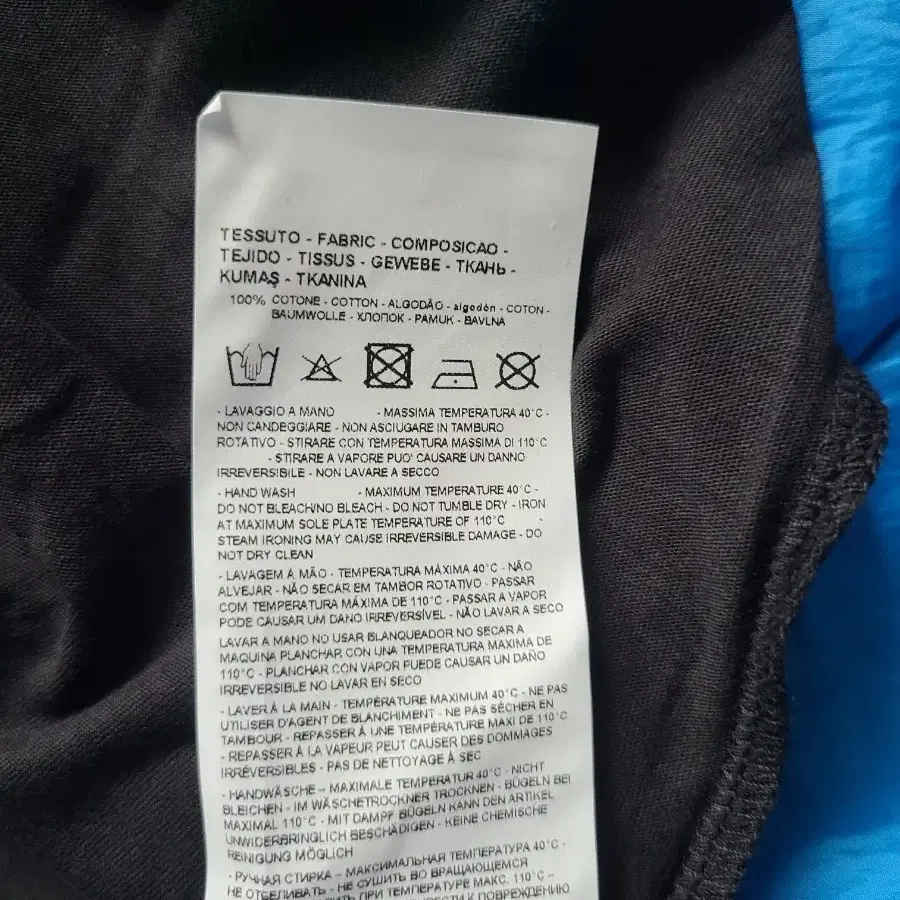 TESSUTO - FABRIC - COMPOSICAO -
TEJIDO - TISSUS - GEWEBE - ТКАНЬ -
KUMAŞ - TKANINA
100% COTONE - COTTON - ALGODÃO - algodón - COTON -
BAUMWOLLE - ХЛОПОК - PAMUK - BAVLNA
- LAVAGGIO A MANO - MASSIMA TEMPERATURA 40°C -
NON CANDEGGIARE - NON ASCIUGARE IN TAMBURO
ROTATIVO - STIRARE CON TEMPERATURA MASSIMA DI 110°C
- STIRARE A VAPORE PUO' CAUSARE UN DANNO
IRREVERSIBILE - NON LAVARE A SECCO
- HAND WASH - MAXIMUM TEMPERATURE 40°C -
DO NOT BLEACHNO BLEACH - DO NOT TUMBLE DRY - IRON
AT MAXIMUM SOLE PLATE TEMPERATURE OF 110°C -
STEAM IRONING MAY CAUSE IRREVERSIBLE DAMAGE - DO
NOT DRY CLEAN
- LAVAGEM A MÃO - TEMPERATURA MÁXIMA 40°C - NÃO
ALVEJAR - NÃO SECAR EM TAMBOR ROTATIVO - PASSAR
COM TEMPERATURA MÁXIMA DE 110°C - PASSAR A VAPOR
PODE CAUSAR UM DANO IRREVERSÍVEL - NÃO LAVAR A SECO
LAVAR A MANO NO USAR BLANQUEADOR NO SECAR A
MAQUINA PLANCHAR CON UNA TEMPERATURA MAXIMA DE
110°C - PLANCHAR CON VAPOR PUEDE CAUSAR UN DAÑO
IRREVERSIBLE NO LAVAR EN SECO
- LAVER À LA MAIN - TEMPÉRATURE MAXIMUM 40°C - NE PAS
UTILISER D'AGENT DE BLANCHIMENT - NE PAS SÉCHER EN
TAMBOUR - REPASSER À UNE TEMPÉRATURE MAXI DE 110°C
- REPASSER À LA VAPEUR PEUT CAUSER DES DOMMAGES
IRRÉVERSIBLES - PAS DE NETTOYAGE À SEC
- HANDWÄSCHE - MAXIMALE TEMPERATUR 40°C - NICHT
BLEICHEN - IM WÄSCHETROCKNER TROCKNEN - BÜGELN BEI
MAXIMAL 110°C - MIT DAMPF BÜGELN KANN DEN ARTIKEL
UNWIDERBRINGLICH BESCHÄDIGEN - KEINE CHEMISCHE
REINIGUNG MÖGLICH
- РУЧНАЯ СТИРКА - МАКСИМАЛЬНАЯ ТЕМПЕРАТУРА 40°C -
НЕ ОТБЕЛИВАТЬ - НЕ СУШИТЬ ВО ВРАЩАЮЩЕМСЯ
ПРИ ТЕМПЕРАТУРЕ МАКС. 110°C -
ПОВРЕЖДЕНИЮ